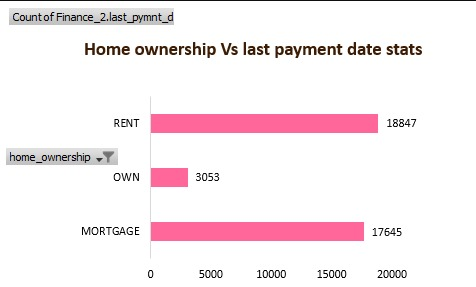 Count of Finance_2.last_pymnt_d
Home ownership Vs last payment date stats
RENT 18847
home_ownership
OWN 3053
MORTGAGE 17645
0 5000 10000 15000 20000